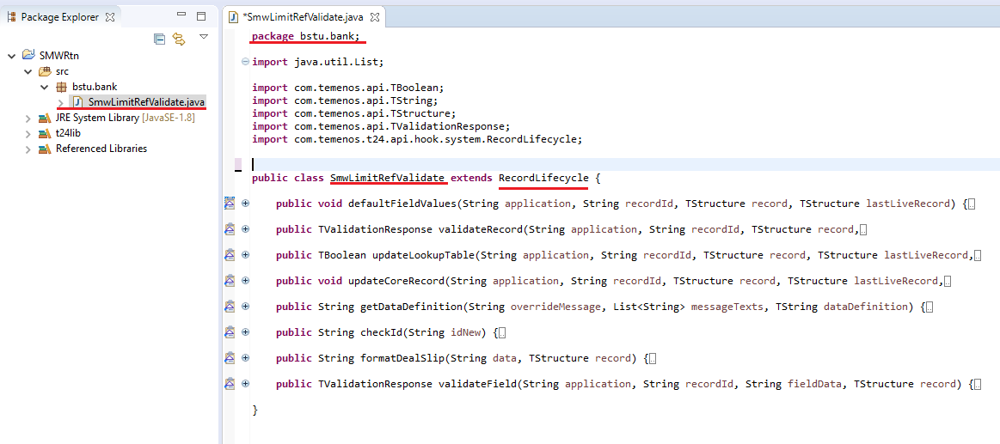 Package Explorer
SMWRtn
src
bstu.bank
SmwLimitRefValidate.java
JRE System Library [JavaSE-1.8]
t24lib
Referenced Libraries
*SmwLimitRefValidate.java
package bstu.bank;
import java.util.List;
import com.temenos.api.TBoolean;
import com.temenos.api.TString;
import com.temenos.api.TStructure;
import com.temenos.api.TValidationResponse;
import com.temenos.t24.api.hook.system.RecordLifecycle;
public class SmwLimitRefValidate extends RecordLifecycle {
public void defaultFieldValues(String application, String recordId, TStructure record, TStructure lastLiveRecord) {
public TValidationResponse validateRecord(String application, String recordId, TStructure record,
public TBoolean updateLookupTable(String application, String recordId, TStructure record, TStructure lastLiveRecord,
public void updateCoreRecord(String application, String recordId, TStructure record, TStructure lastLiveRecord,
public String getDataDefinition(String overrideMessage, List<String> messageTexts, TString dataDefinition) {
public String checkId(String idNew) {
public String formatDealSlip(String data, TStructure record) {
public TValidationResponse validateField(String application, String recordId, String fieldData, TStructure record) {
}